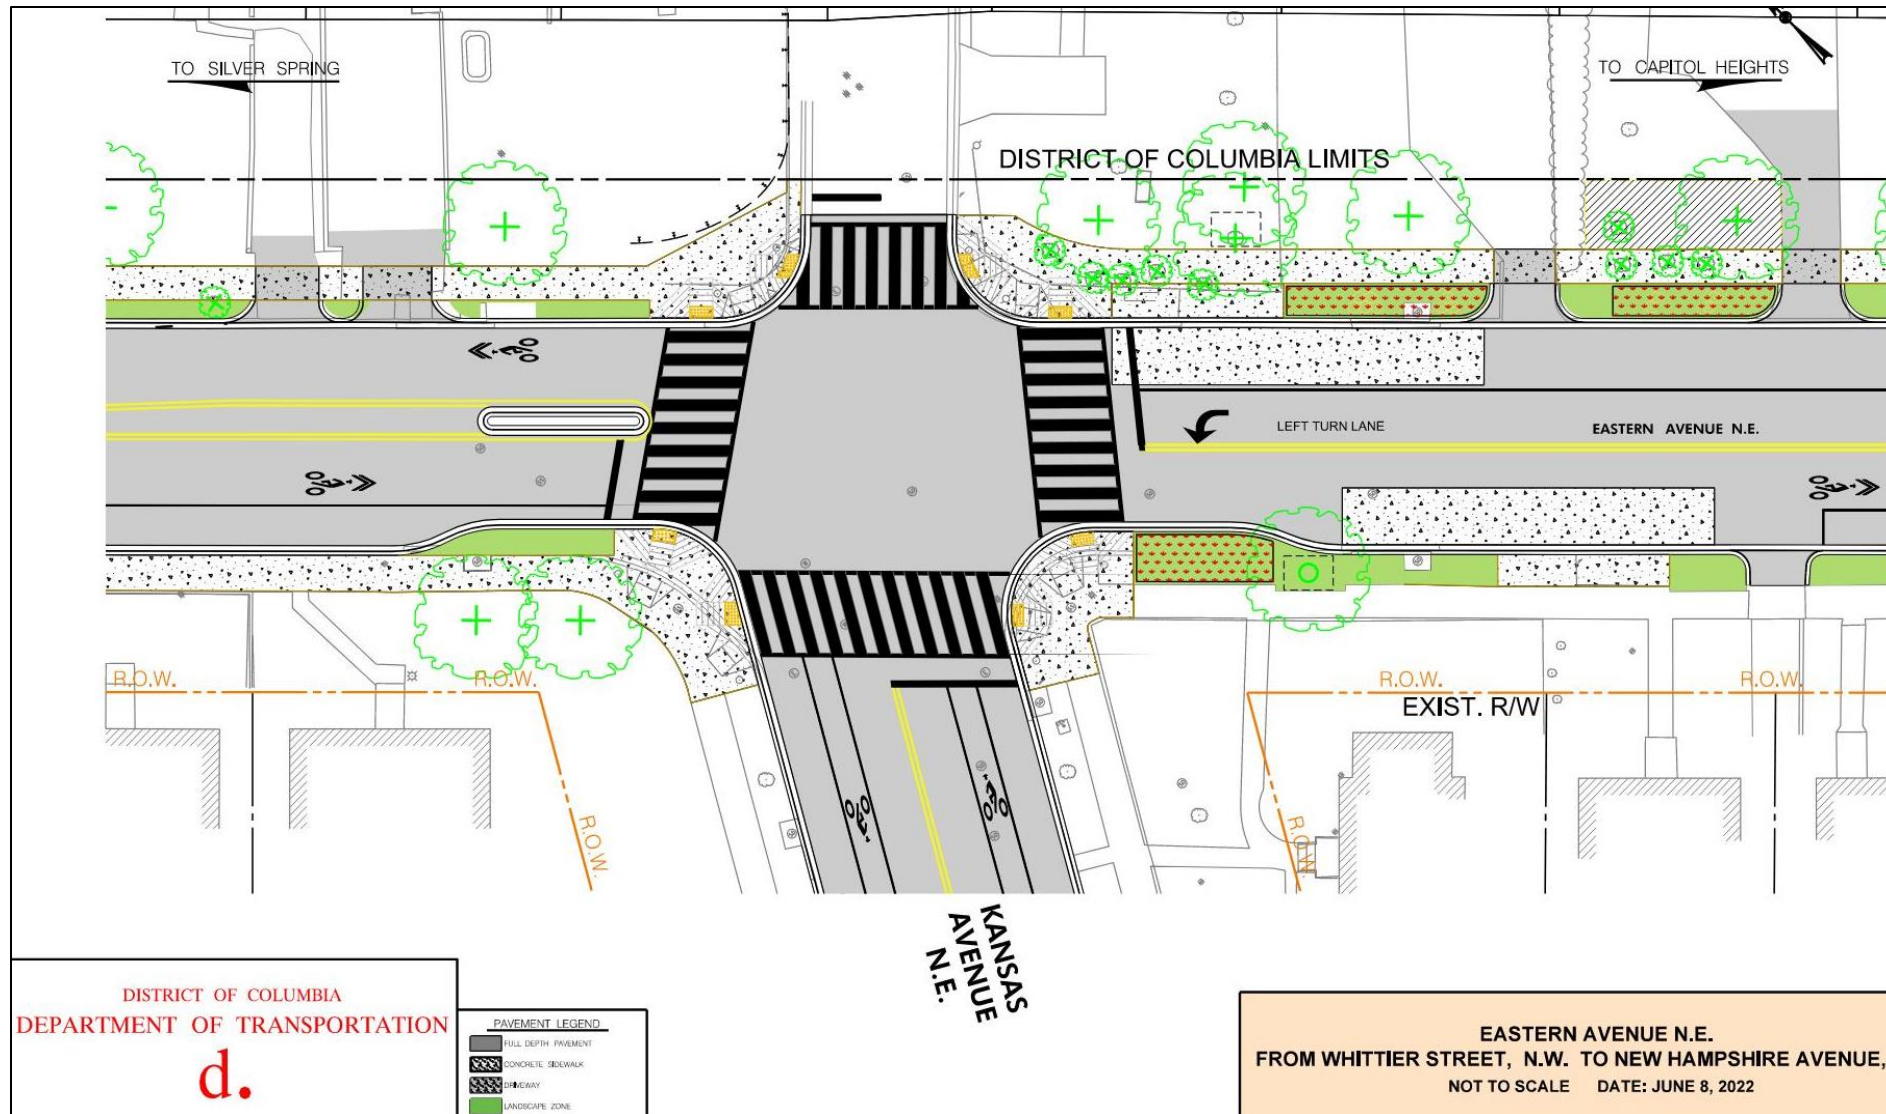 TO SILVER SPRING
TO CAPITOL HEIGHTS
DISTRICT OF COLUMBIA LIMITS
LEFT TURN LANE
EASTERN AVENUE N.E.
R.O.W.
R.O.W.
R.O.W.
R.O.W.
EXIST. R/W
R.O.W.
R.O.W.
KANSAS
AVENUE
N.E.
DISTRICT OF COLUMBIA
DEPARTMENT OF TRANSPORTATION
d.
PAVEMENT LEGEND
FULL DEPTH PAVEMENT
CONCRETE SIDEWALK
DRIVEWAY
LANDSCAPE ZONE
EASTERN AVENUE N.E.
FROM WHITTIER STREET, N.W. TO NEW HAMPSHIRE AVENUE,
NOT TO SCALE DATE: JUNE 8, 2022